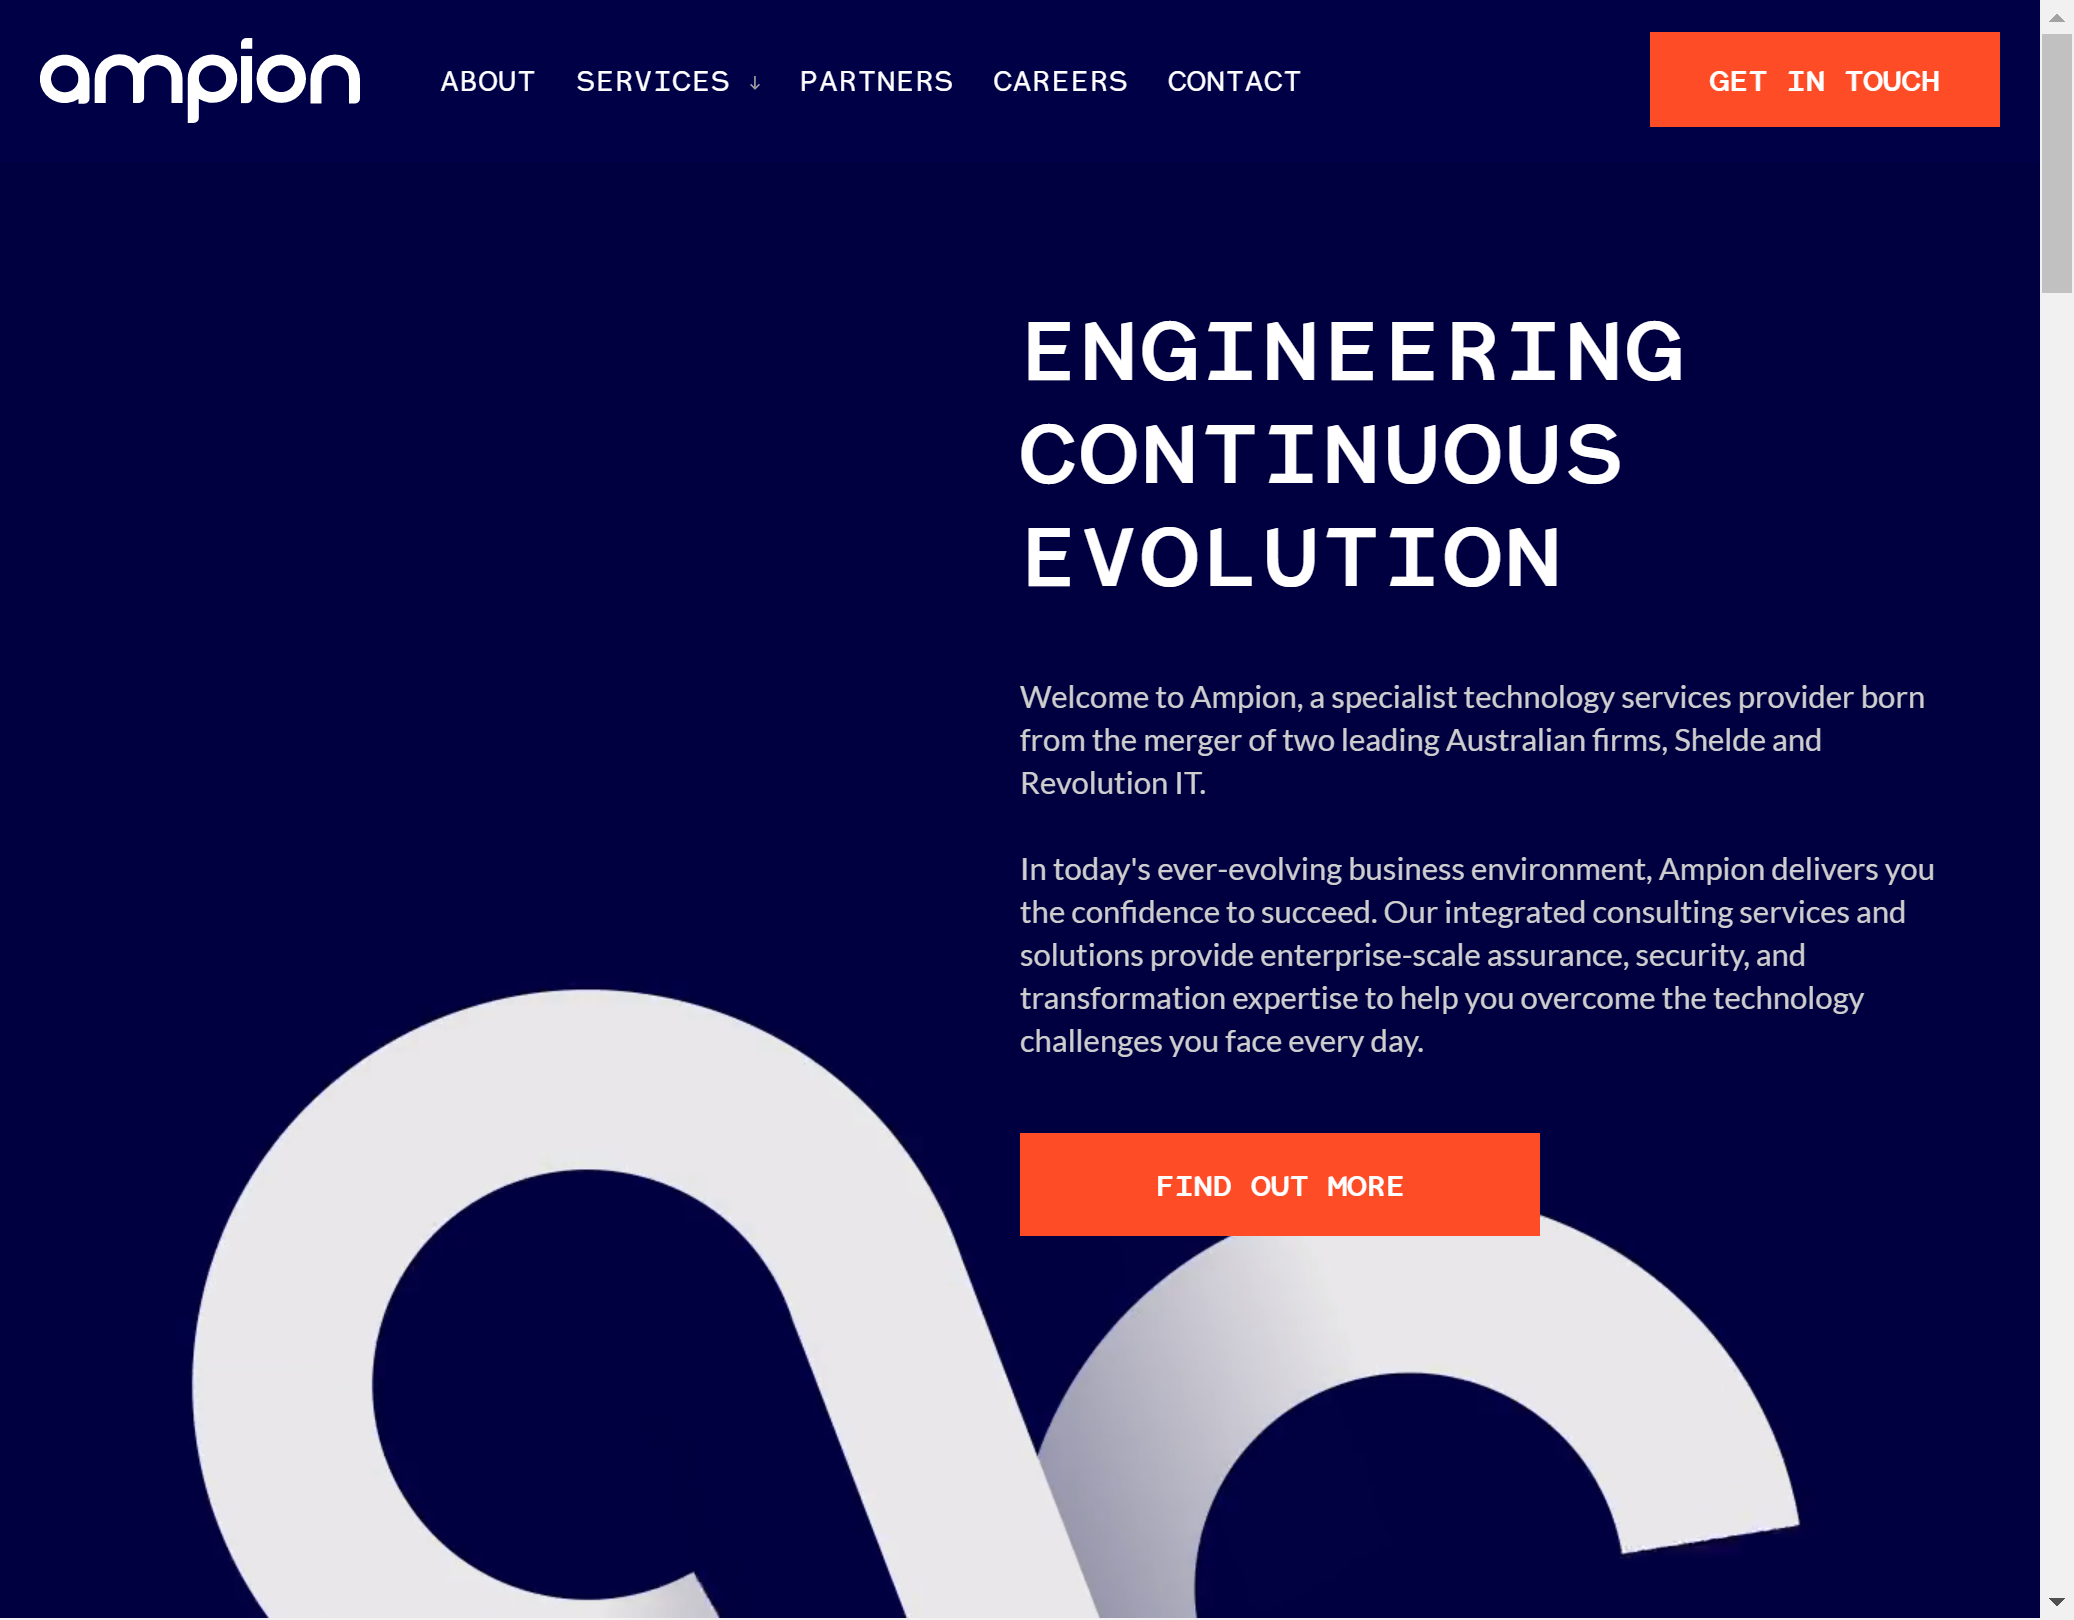 ampion
ABOUT
SERVICES ↓
PARTNERS
CAREERS
CONTACT
GET IN TOUCH
ENGINEERING
CONTINUOUS
EVOLUTION
Welcome to Ampion, a specialist technology services provider born
from the merger of two leading Australian firms, Shelde and
Revolution IT.
In today's ever-evolving business environment, Ampion delivers you
the confidence to succeed. Our integrated consulting services and
solutions provide enterprise-scale assurance, security, and
transformation expertise to help you overcome the technology
challenges you face every day.
FIND OUT MORE